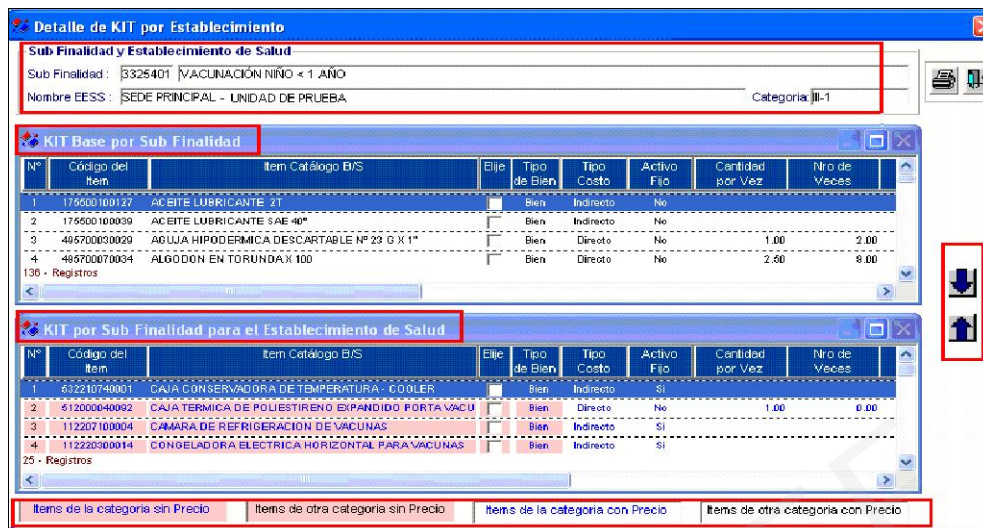 Detalle de KIT por Establecimiento
Sub Finalidad y Establecimiento de Salud
Sub Finalidad : 3325401 VACUNACIÓN NIÑO < 1 AÑO
Nombre EESS : SEDE PRINCIPAL - UNIDAD DE PRUEBA Categoria: III-1
KIT Base por Sub Finalidad
Nº Código del Item Item Catálogo B/S Elije Tipo de Bien Tipo Costo Activo Fijo Cantidad por Vez Nro de Veces
1 175500100127 ACEITE LUBRICANTE 2T Bien Indirecto No
2 175500100039 ACEITE LUBRICANTE SAE 40° Bien Indirecto No
3 495700030029 AGUJA HIPODERMICA DESCARTABLE Nº 23 G X 1" Bien Directo No 1.00 2.00
4 495700070034 ALGODON EN TORUNDA X 100 Bien Directo No 2.50 9.00
136 - Registros
KIT por Sub Finalidad para el Establecimiento de Salud
Nº Código del Item Item Catálogo B/S Elije Tipo de Bien Tipo Costo Activo Fijo Cantidad por Vez Nro de Veces
1 532210740001 CAJA CONSERVADORA DE TEMPERATURA - COOLER Bien Indirecto Si
2 512000040092 CAJA TERMICA DE POLIESTIRENO EXPANDIDO PORTA VACU Bien Directo No 1.00 0.00
3 112207100004 CAMARA DE REFRIGERACION DE VACUNAS Bien Indirecto Si
4 112220300014 CONGELADORA ELECTRICA HORIZONTAL PARA VACUNAS Bien Indirecto Si
25 - Registros
Items de la categoria sin Precio Items de otra categoria sin Precio Items de la categoria con Precio Items de otra categoria con Precio